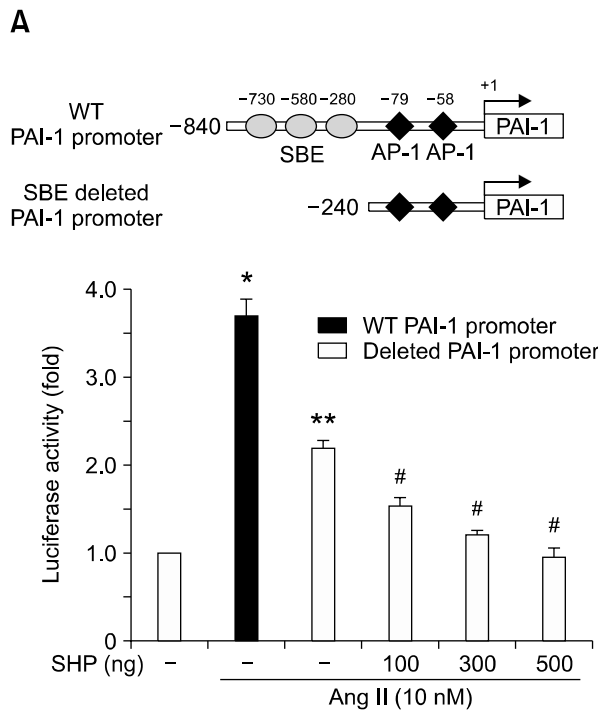 A
−730 −580 −280 −79 −58 +1
WT
PAI-1 promoter
−840
PAI-1
SBE
AP-1 AP-1
SBE deleted
PAI-1 promoter
−240
PAI-1
4.0
3.0
2.0
1.0
0
Luciferase activity (fold)
*
**
#
#
#
WT PAI-1 promoter
Deleted PAI-1 promoter
SHP (ng) − − − 100 300 500
Ang II (10 nM)